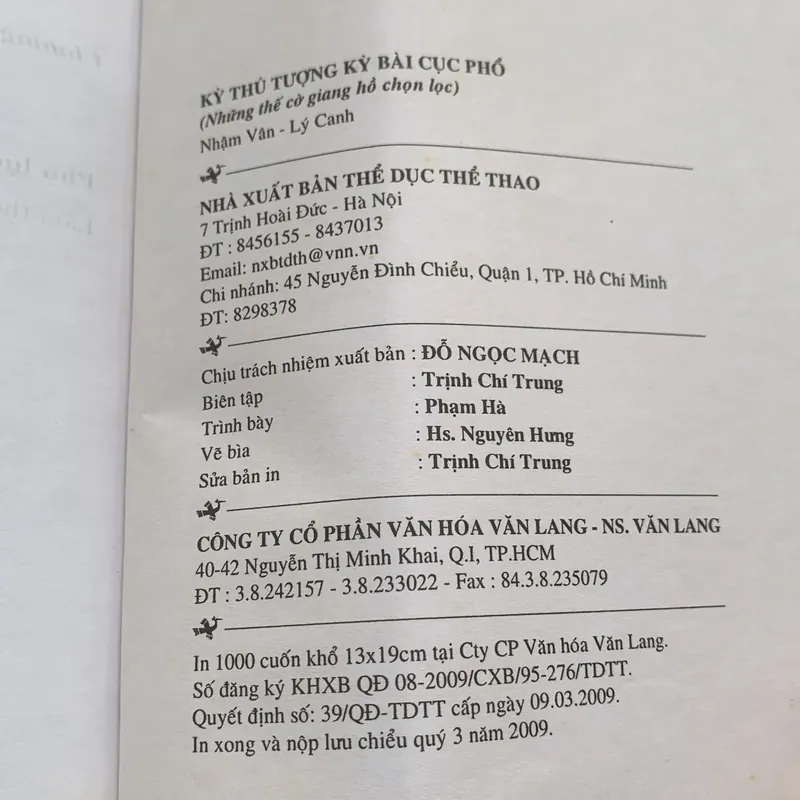 KỲ THÚ TƯỢNG KỲ BÀI CỤC PHỔ
(Những thế cờ giang hồ chọn lọc)
Nhậm Vân - Lý Canh
NHÀ XUẤT BẢN THỂ DỤC THỂ THAO
7 Trịnh Hoài Đức - Hà Nội
ĐT : 8456155 - 8437013
Email: nxbtdth@vnn.vn
Chi nhánh: 45 Nguyễn Đình Chiểu, Quận 1, TP. Hồ Chí Minh
ĐT: 8298378
Chịu trách nhiệm xuất bản : ĐỖ NGỌC MẠCH
Biên tập : Trịnh Chí Trung
Trình bày : Phạm Hà
Vẽ bìa : Hs. Nguyên Hưng
Sửa bản in : Trịnh Chí Trung
CÔNG TY CỔ PHẦN VĂN HÓA VĂN LANG - NS. VĂN LANG
40-42 Nguyễn Thị Minh Khai, Q.I, TP.HCM
ĐT : 3.8.242157 - 3.8.233022 - Fax : 84.3.8.235079
In 1000 cuốn khổ 13x19cm tại Cty CP Văn hóa Văn Lang.
Số đăng ký KHXB QĐ 08-2009/CXB/95-276/TDTT.
Quyết định số: 39/QĐ-TDTT cấp ngày 09.03.2009.
In xong và nộp lưu chiểu quý 3 năm 2009.